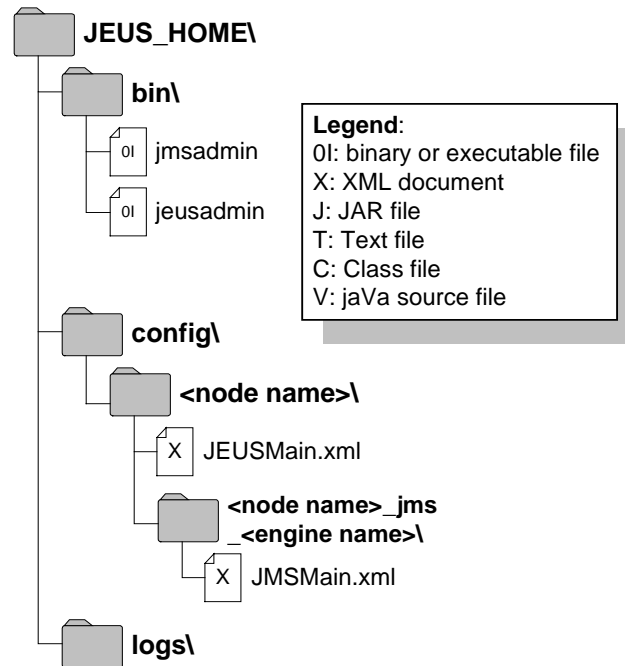 JEUS_HOME\
bin\
0I jmsadmin
0I jeusadmin
Legend:
0I: binary or executable file
X: XML document
J: JAR file
T: Text file
C: Class file
V: jaVa source file
config\
<node name>\
X JEUSMain.xml
<node name>_jms
_<engine name>\
X JMSMain.xml
logs\